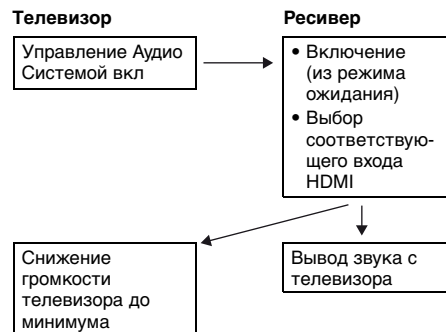 Телевизор
Ресивер
Управление Аудио
Системой вкл
• Включение
(из режима
ожидания)
• Выбор
соответствую-
щего входа
HDMI
Снижение
громкости
телевизора до
минимума
Вывод звука с
телевизора